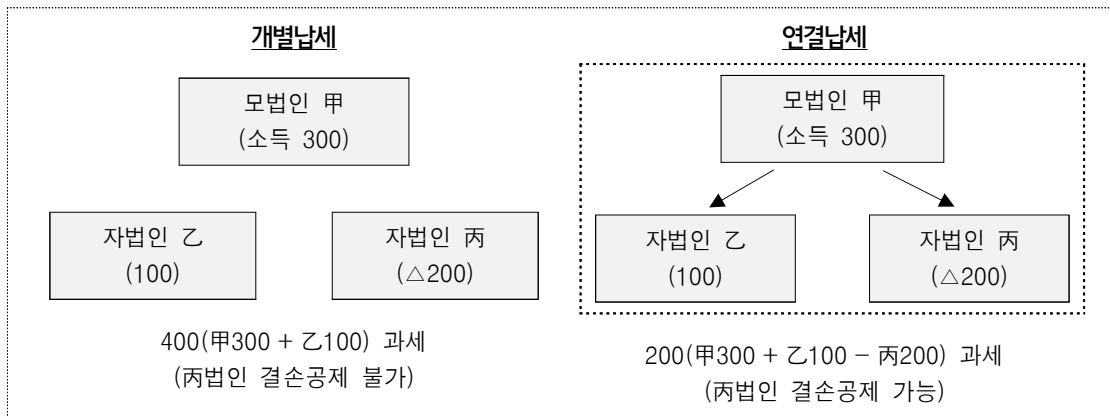 개별납세
모법인 甲
(소득 300)
자법인 乙
(100)
자법인 丙
(△200)
400(甲300 + 乙100) 과세
(丙법인 결손공제 불가)
연결납세
모법인 甲
(소득 300)
자법인 乙
(100)
자법인 丙
(△200)
200(甲300 + 乙100 - 丙200) 과세
(丙법인 결손공제 가능)